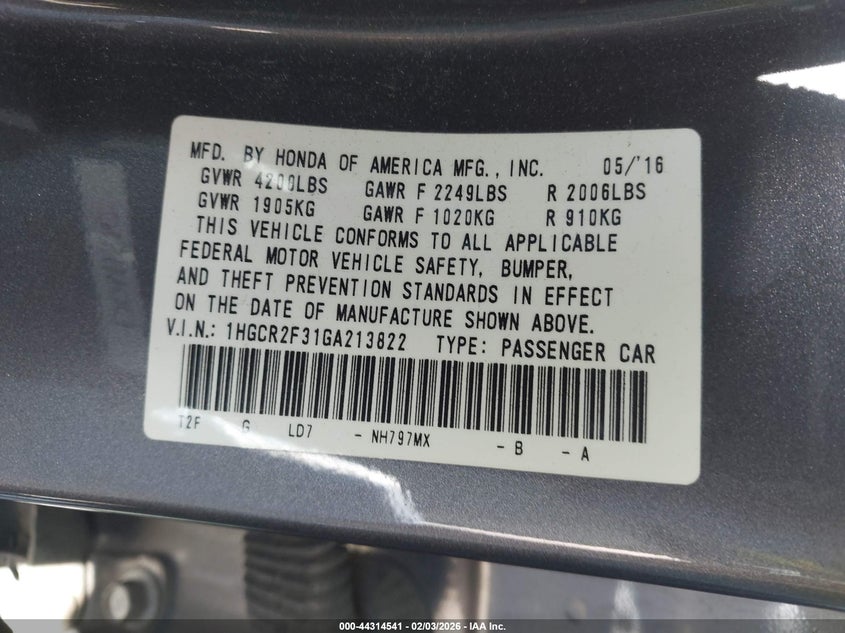 MFD. BY HONDA OF AMERICA MFG., INC. 05/'16
GVWR 4200LBS GAWR F 2249LBS R 2006LBS
GVWR 1905KG GAWR F 1020KG R 910KG
THIS VEHICLE CONFORMS TO ALL APPLICABLE
FEDERAL MOTOR VEHICLE SAFETY, BUMPER,
AND THEFT PREVENTION STANDARDS IN EFFECT
ON THE DATE OF MANUFACTURE SHOWN ABOVE.
V.I.N.: 1HGCR2F31GA213822 TYPE: PASSENGER CAR
T2F G LD7 - NH797MX - B - A
000-44314541 - 02/03/2026 - IAA Inc.